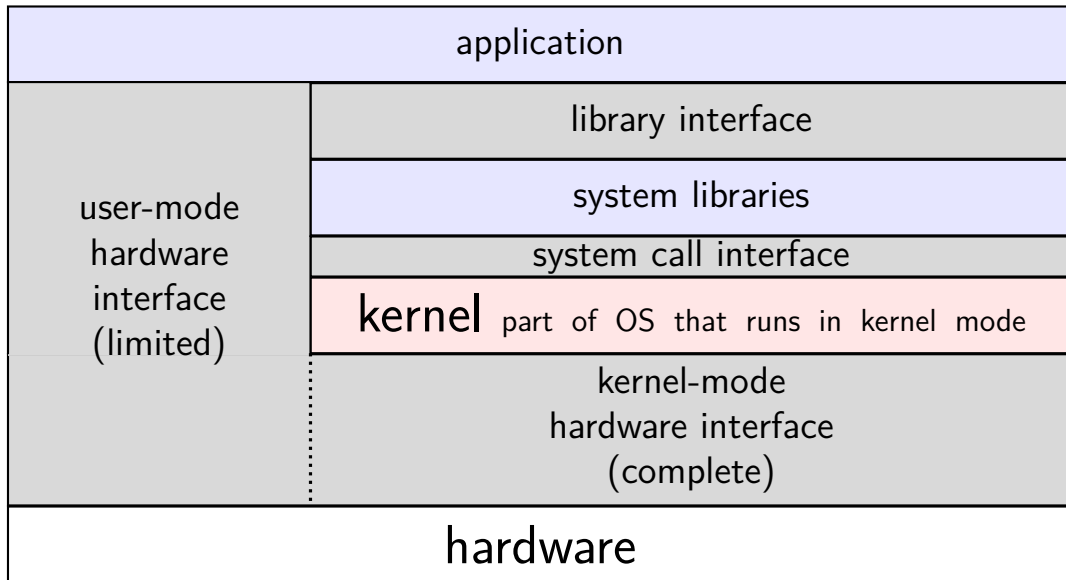 application
library interface
system libraries
user-mode
hardware
interface
(limited)
system call interface
kernel part of OS that runs in kernel mode
kernel-mode
hardware interface
(complete)
hardware